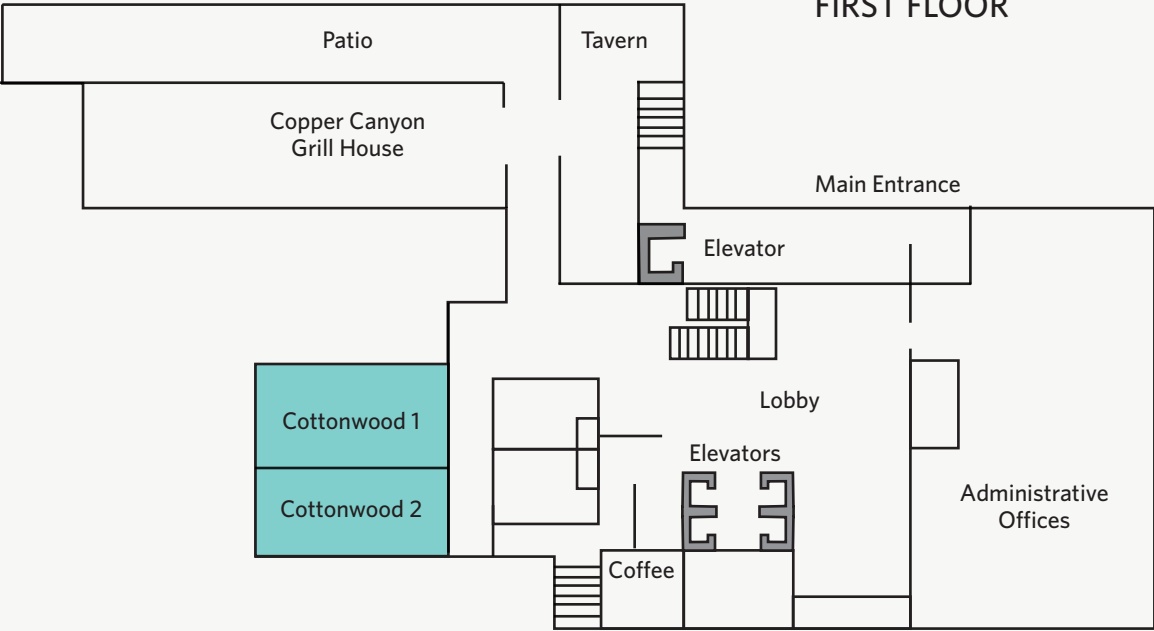 FIRST FLOOR
Patio
Tavern
Copper Canyon
Grill House
Main Entrance
Elevator
Lobby
Cottonwood 1
Elevators
Cottonwood 2
Administrative
Offices
Coffee